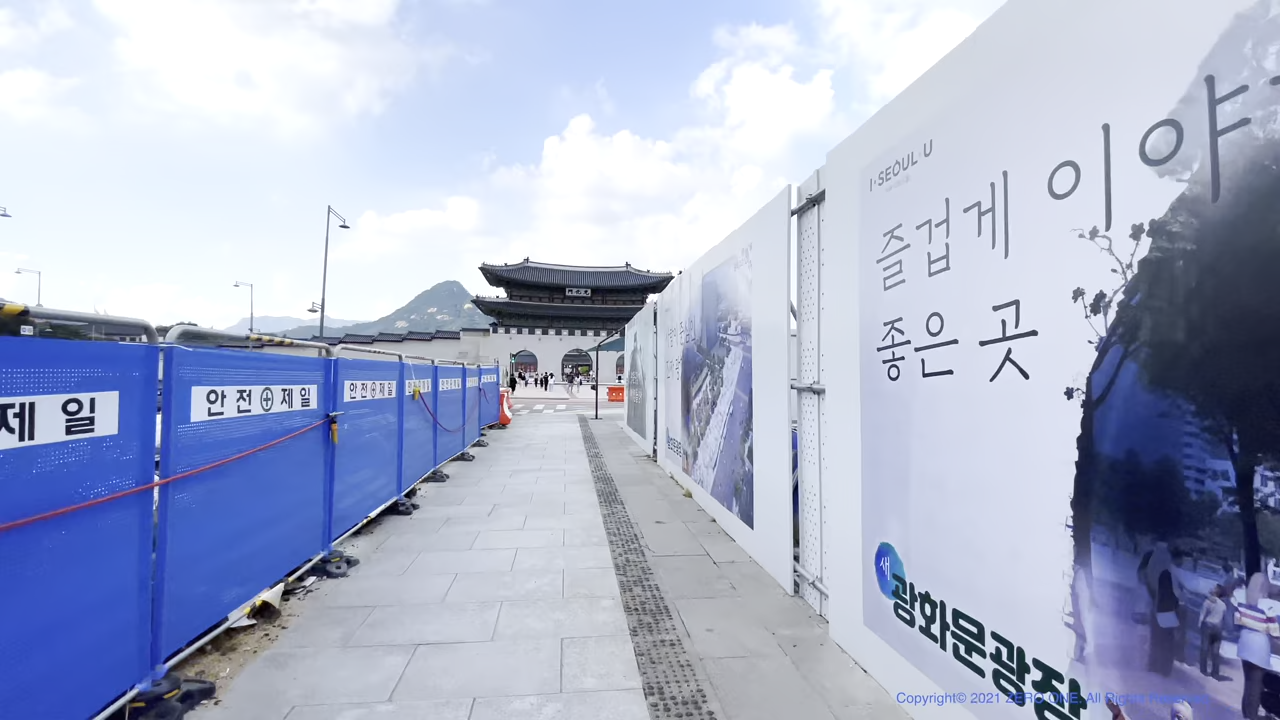 제일
안전제일
안전제일
I·SEOUL·U
즐겁게 이야
좋은 곳
새
광화문광장
Copyright© 2021 ZERO ONE. All Rights Reserved.